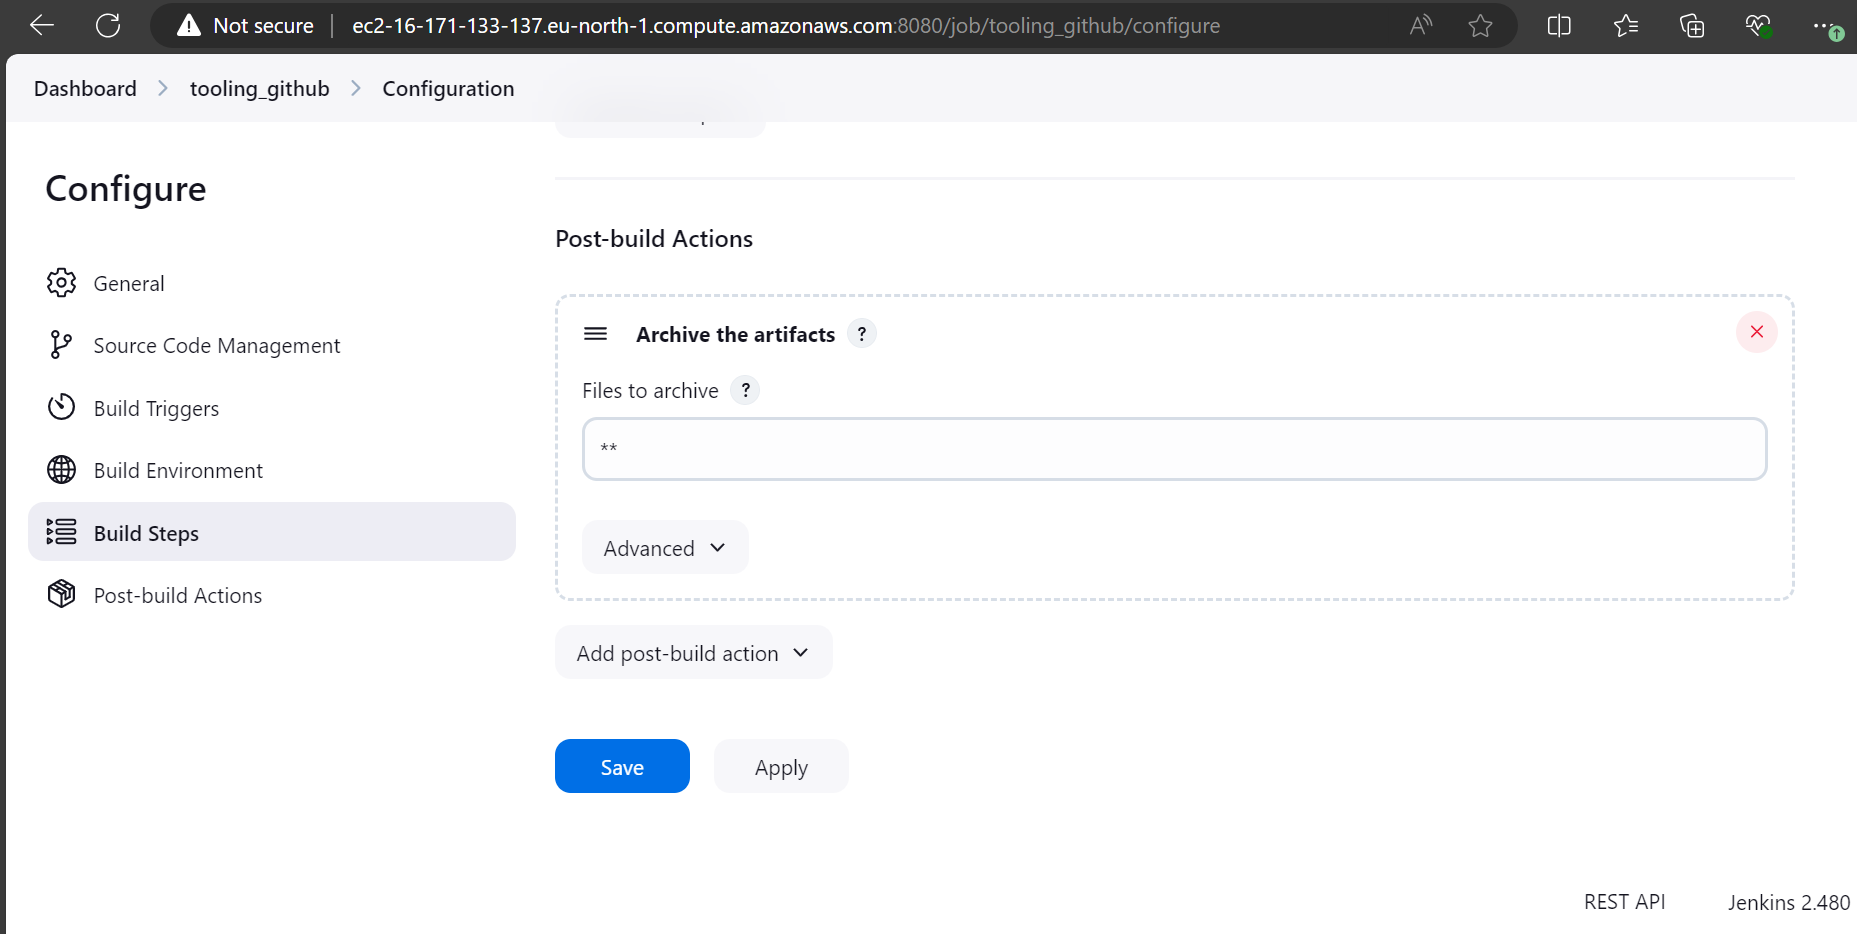 Not secure ec2-16-171-133-137.eu-north-1.compute.amazonaws.com:8080/job/tooling_github/configure
Dashboard > tooling_github > Configuration
Configure
General
Source Code Management
Build Triggers
Build Environment
Build Steps
Post-build Actions
Post-build Actions
Archive the artifacts ?
Files to archive ?
**
Advanced
Add post-build action
Save Apply
REST API Jenkins 2.480